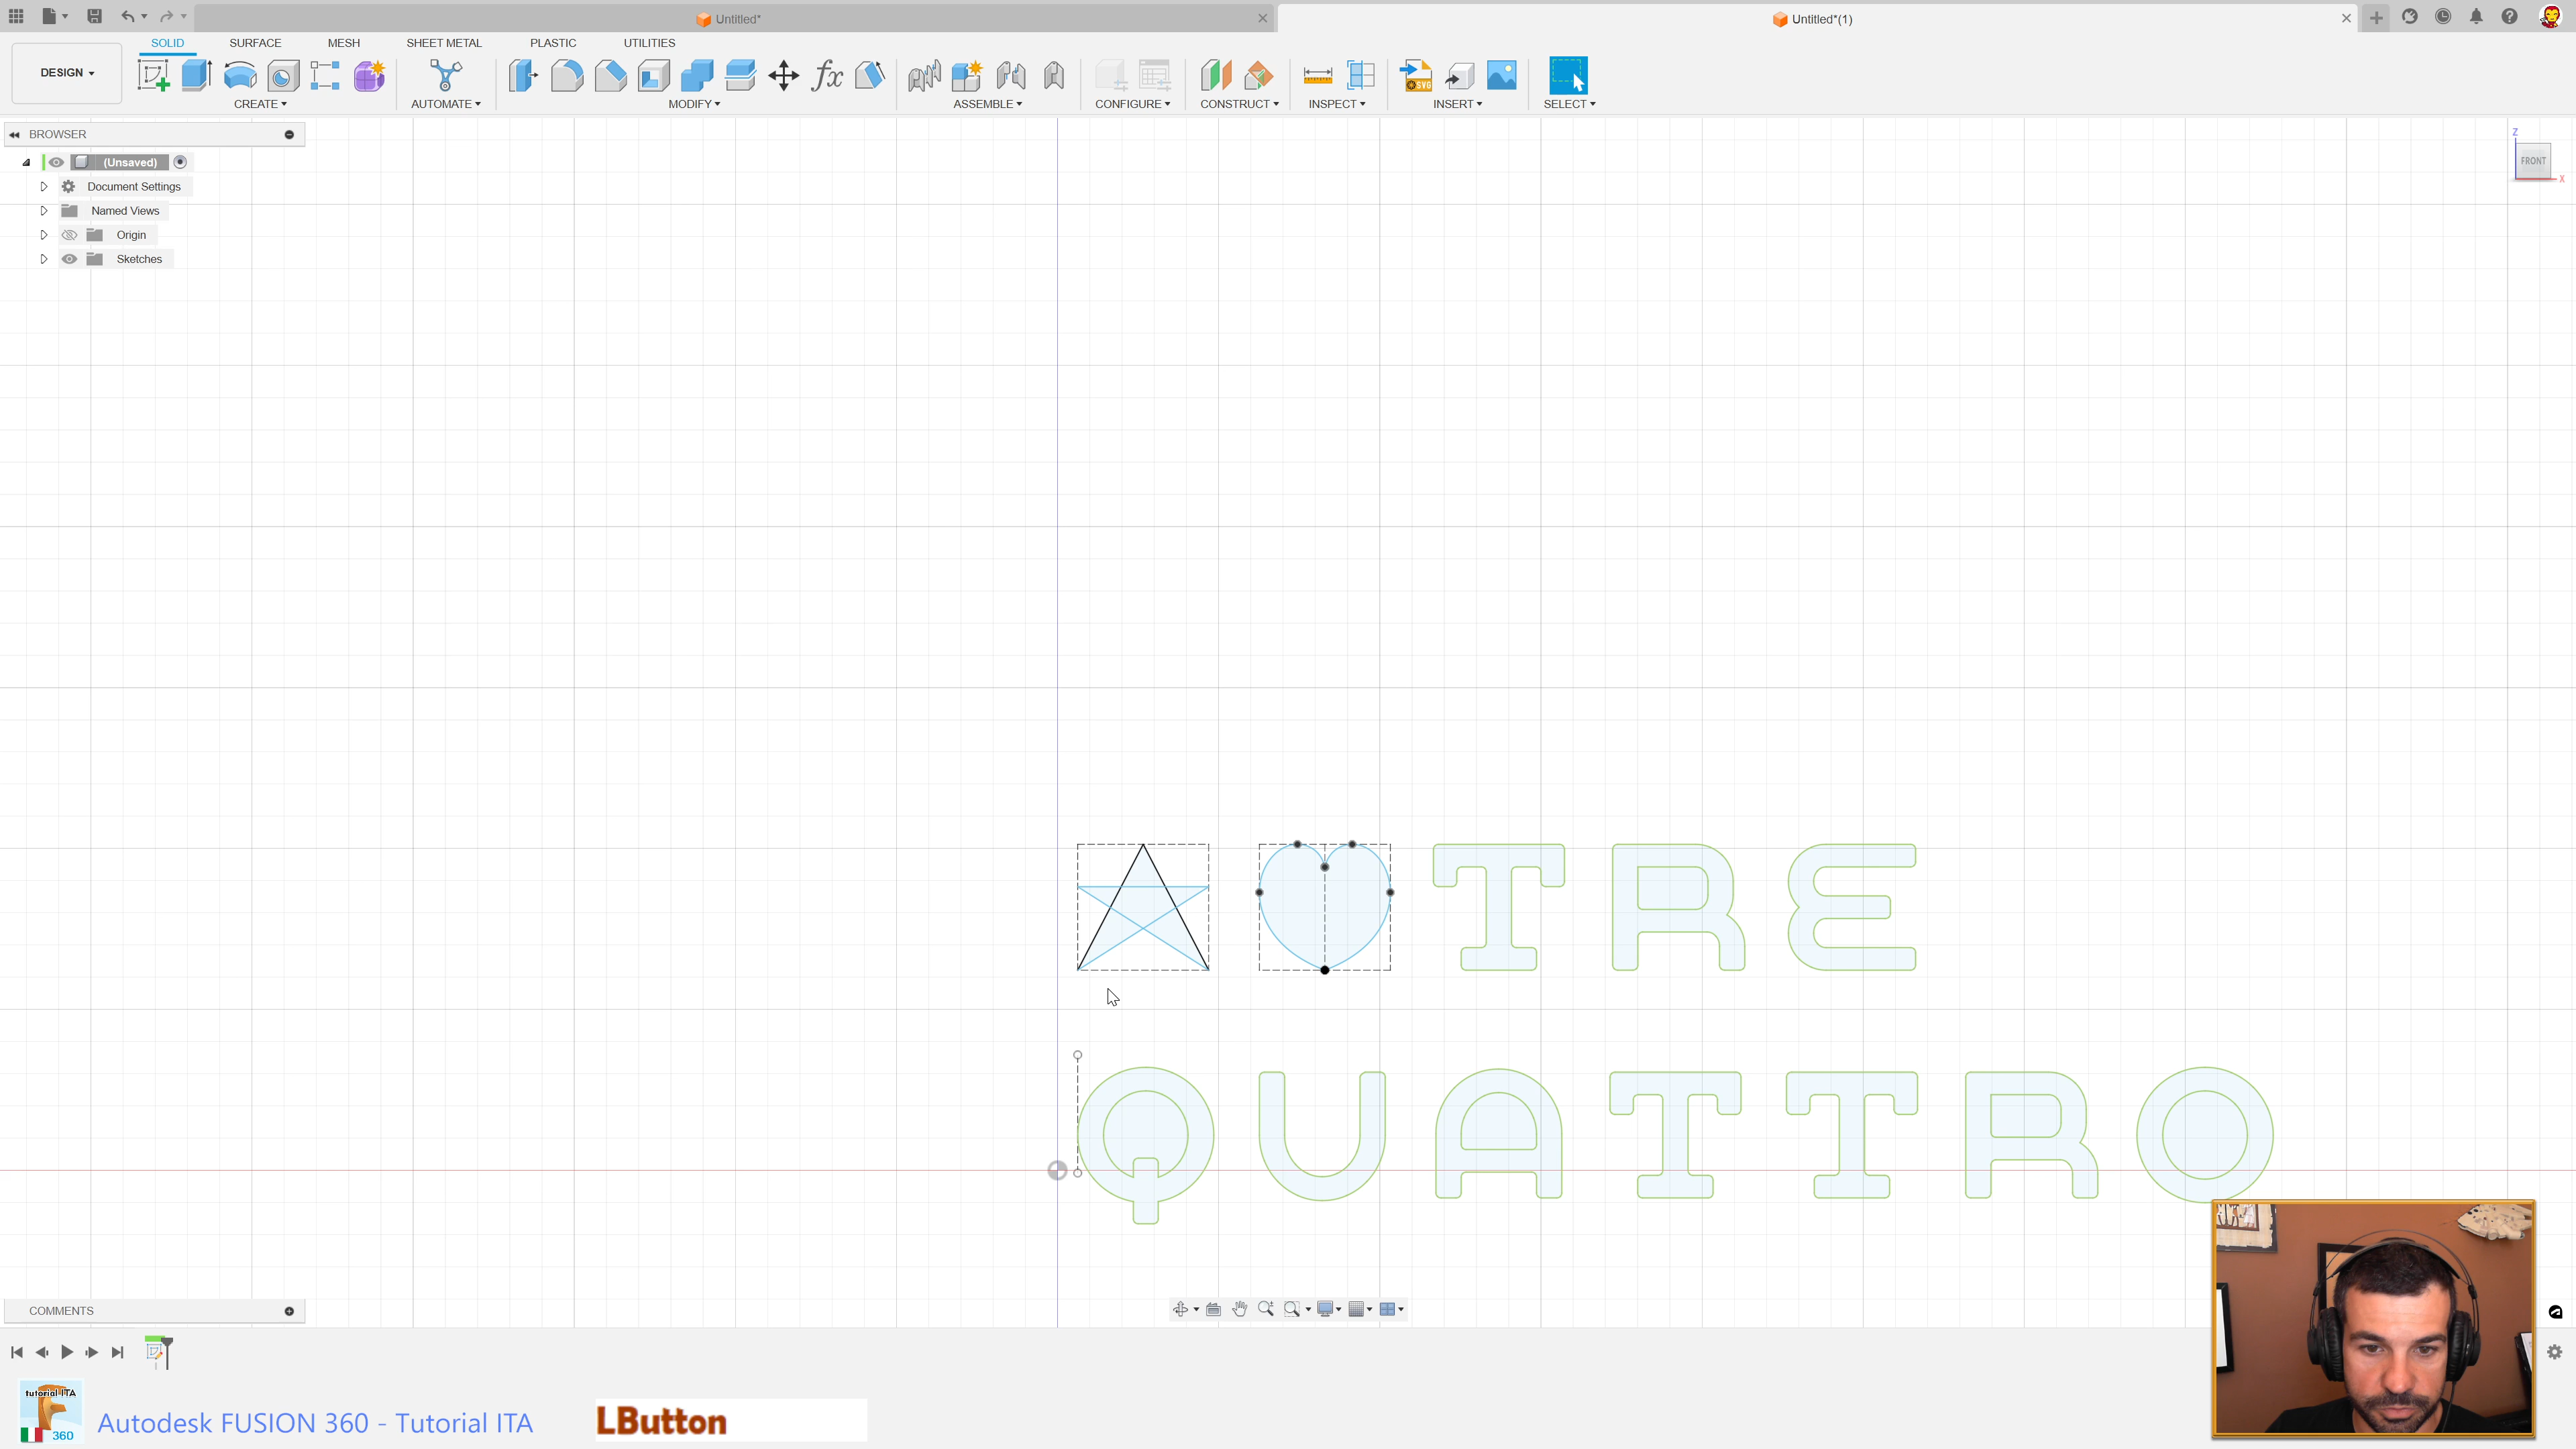 Untitled*
Untitled*(1)
DESIGN
SOLID
SURFACE
MESH
SHEET METAL
PLASTIC
UTILITIES
CREATE
AUTOMATE
MODIFY
ASSEMBLE
CONFIGURE
CONSTRUCT
INSPECT
INSERT
SELECT
SVG
fx
BROWSER
(Unsaved)
Document Settings
Named Views
Origin
Sketches
Z
FRONT
X
TRE
QUATTRO
COMMENTS
tutorial ITA
360
Autodesk FUSION 360 - Tutorial ITA
LButton